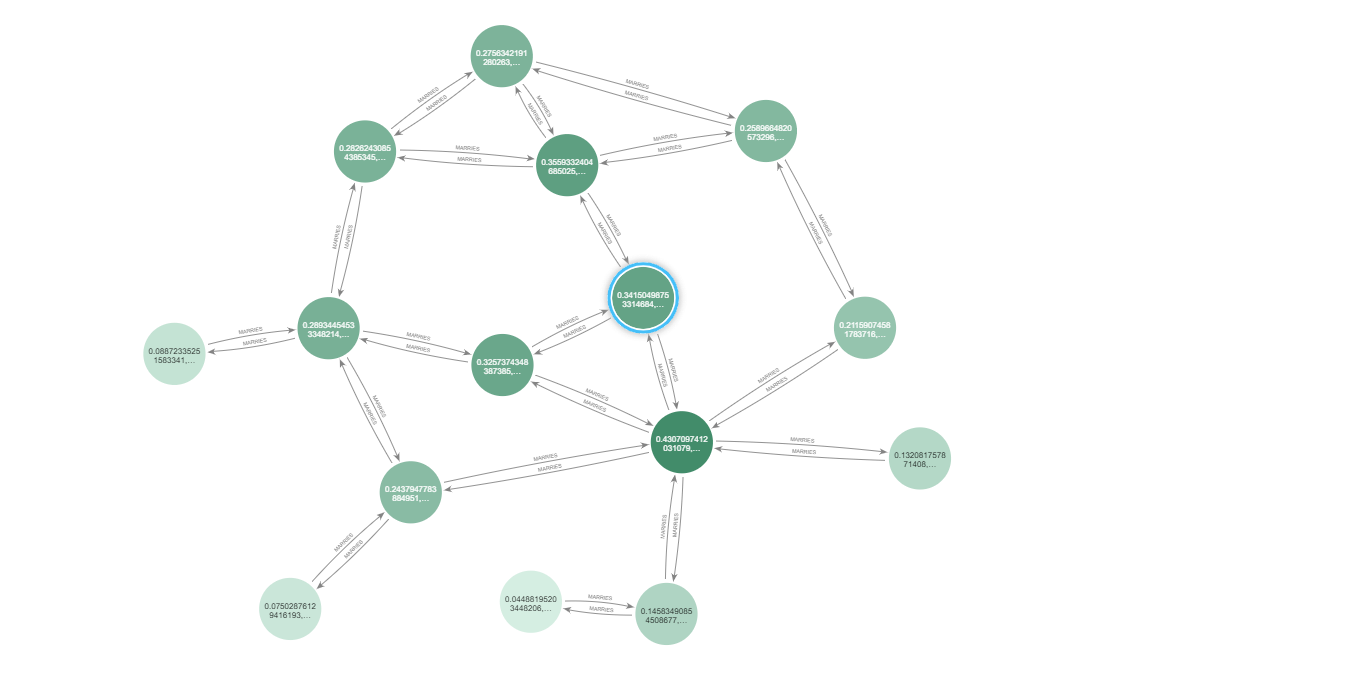 0.2756342191
280263,…
MARRIES
MARRIES
MARRIES
MARRIES
MARRIES
MARRIES
0.2589664820
573296,…
0.2826243085
4385345,…
MARRIES
MARRIES
0.3559332404
685025,…
MARRIES
MARRIES
MARRIES
MARRIES
MARRIES
MARRIES
MARRIES
MARRIES
0.3415049875
3314684,…
0.2893445453
3348214,…
0.2115907458
1783716,…
0.0887233525
1583341,…
MARRIES
MARRIES
MARRIES
MARRIES
MARRIES
MARRIES
0.3257374348
387385,…
MARRIES
MARRIES
MARRIES
MARRIES
MARRIES
MARRIES
MARRIES
MARRIES
0.4307097412
031079,…
MARRIES
MARRIES
0.1320817578
71408,…
MARRIES
MARRIES
0.2437947783
884951,…
MARRIES
MARRIES
MARRIES
MARRIES
0.0750287612
9416193,…
0.0448819520
3448206,…
MARRIES
MARRIES
0.1458349085
4508677,…